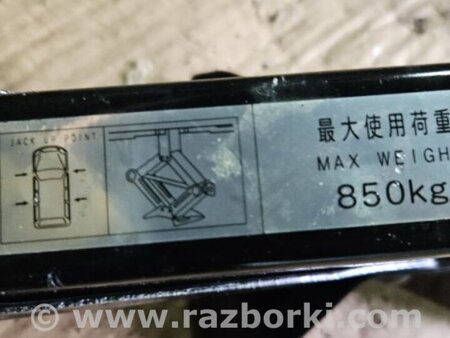 JACK UP POINT
最大使用荷重
MAX WEIGH
850kg
www.razborki.com